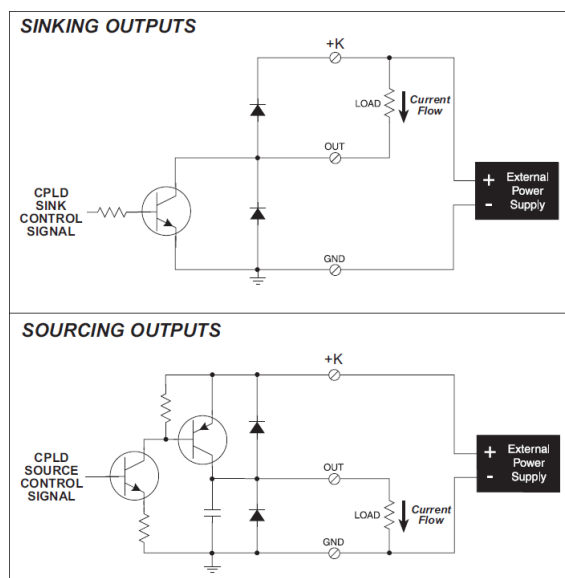 SINKING OUTPUTS
+K
LOAD
Current
Flow
OUT
CPLD
SINK
CONTROL
SIGNAL
+ External
Power
- Supply
GND
SOURCING OUTPUTS
+K
CPLD
SOURCE
CONTROL
SIGNAL
+ External
Power
- Supply
OUT
LOAD
Current
Flow
GND